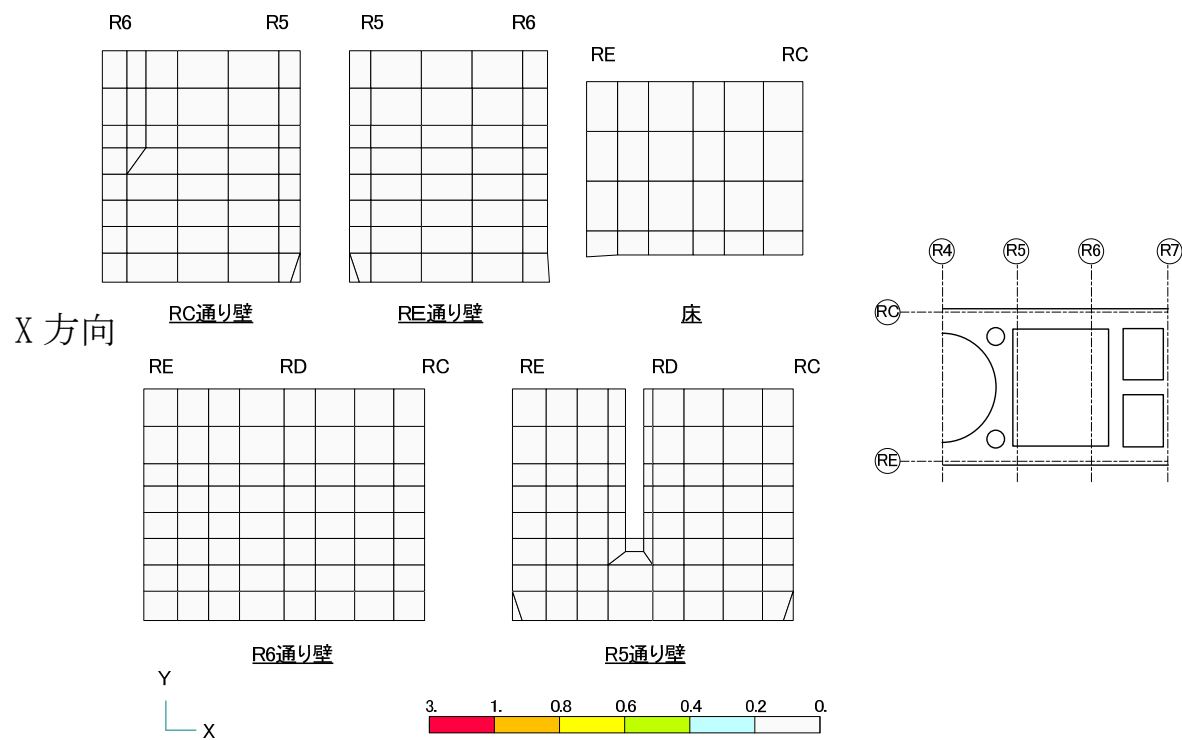 R6 R5
R5 R6
RE RC
RC通り壁
RE通り壁
床
X 方向
RE RD RC
RE RD RC
R6通り壁
R5通り壁
Y
X
3. 1. 0.8 0.6 0.4 0.2 0.
R4 R5 R6 R7
RC
RE